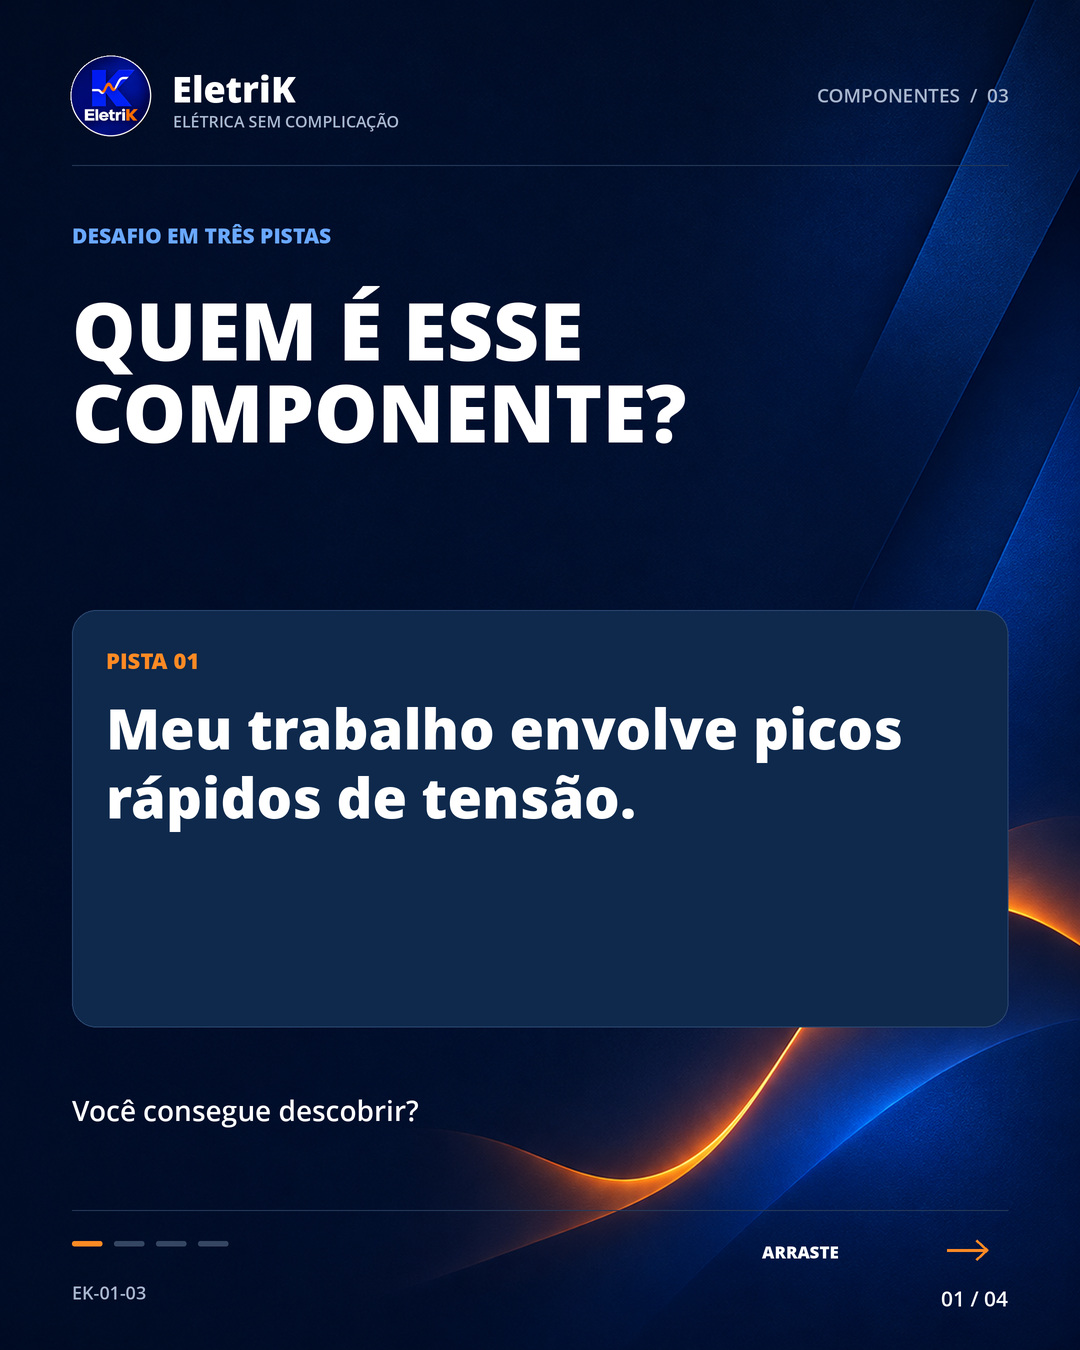 EletriK
EletriK
ELÉTRICA SEM COMPLICAÇÃO
COMPONENTES / 03
DESAFIO EM TRÊS PISTAS
QUEM É ESSE
COMPONENTE?
PISTA 01
Meu trabalho envolve picos
rápidos de tensão.
Você consegue descobrir?
ARRASTE
EK-01-03
01 / 04